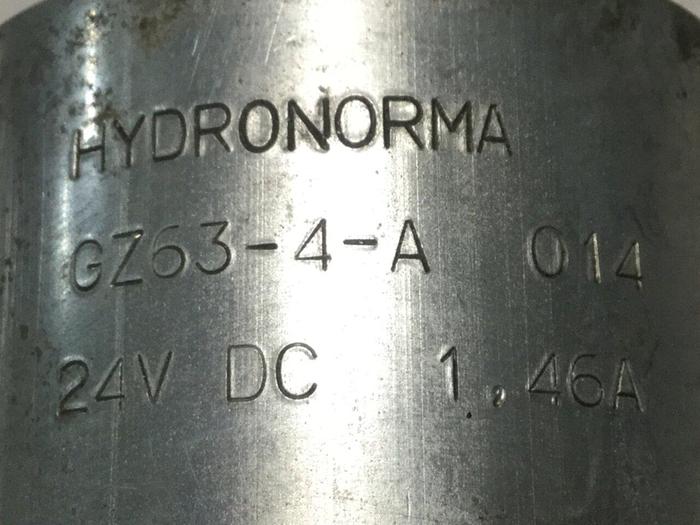 HYDRONORMA
GZ63-4-A 014
24V DC 1,46A